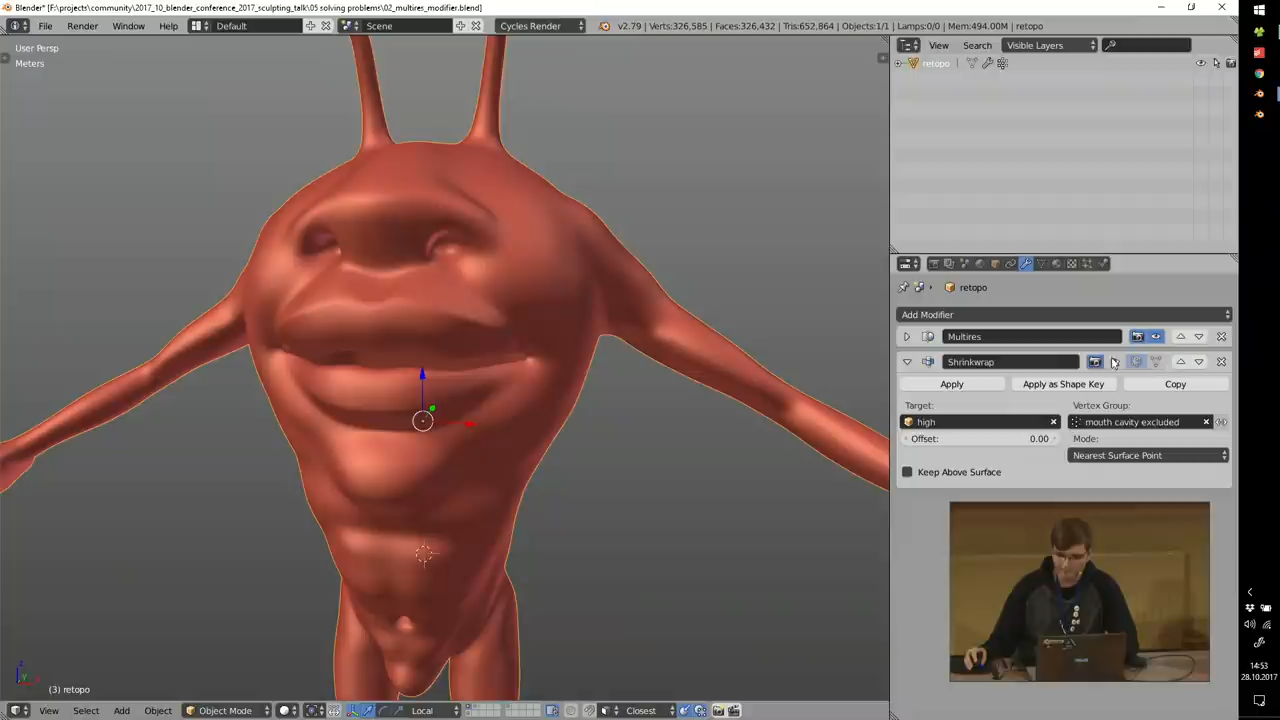 Blender* [F:\projects\community\2017_10_blender_conference_2017_sculpting_talk\05 solving problems\02_multires_modifier.blend]
File Render Window Help Default Scene Cycles Render v2.79 | Verts:326,585 | Faces:326,432 | Tris:652,864 | Objects:1/1 | Lamps:0/0 | Mem:494.00M | retopo
User Persp
Meters
View Search Visible Layers
retopo
retopo
Add Modifier
Multires
Shrinkwrap
Apply Apply as Shape Key Copy
Target: Vertex Group:
high mouth cavity excluded
Offset: 0.00 Mode:
Nearest Surface Point
Keep Above Surface
(3) retopo
View Select Add Object Object Mode Local Closest
14:53
28.10.2017